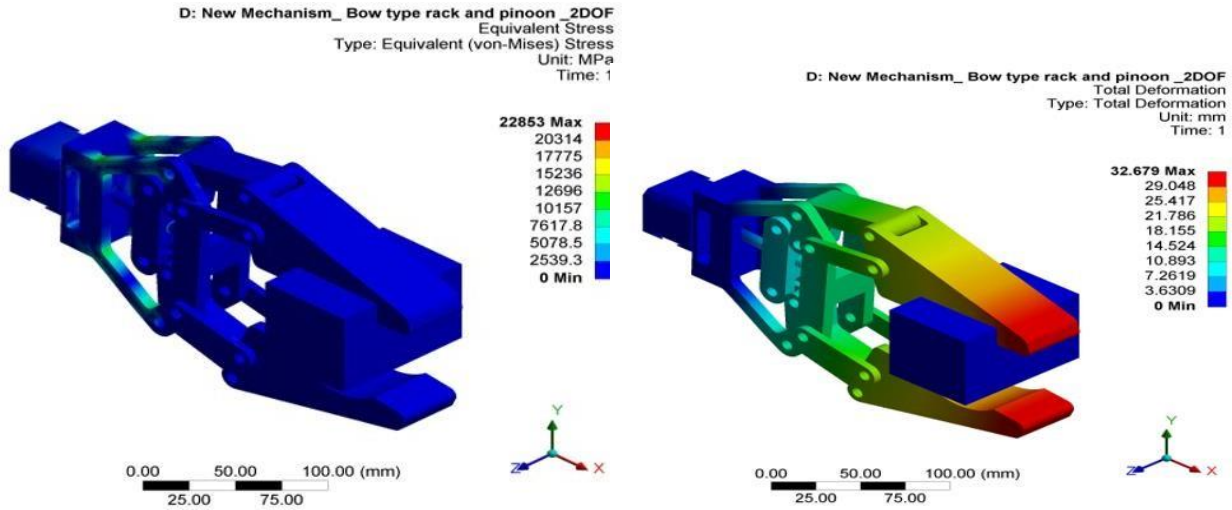 D: New Mechanism_ Bow type rack and pinoon _2DOF
Equivalent Stress
Type: Equivalent (von-Mises) Stress
Unit: MPa
Time: 1
22853 Max
20314
17775
15236
12696
10157
7617.8
5078.5
2539.3
0 Min
Y
Z
X
0.00 50.00 100.00 (mm)
25.00 75.00
D: New Mechanism_ Bow type rack and pinoon _2DOF
Total Deformation
Type: Total Deformation
Unit: mm
Time: 1
32.679 Max
29.048
25.417
21.786
18.155
14.524
10.893
7.2619
3.6309
0 Min
Y
Z
X
0.00 50.00 100.00 (mm)
25.00 75.00